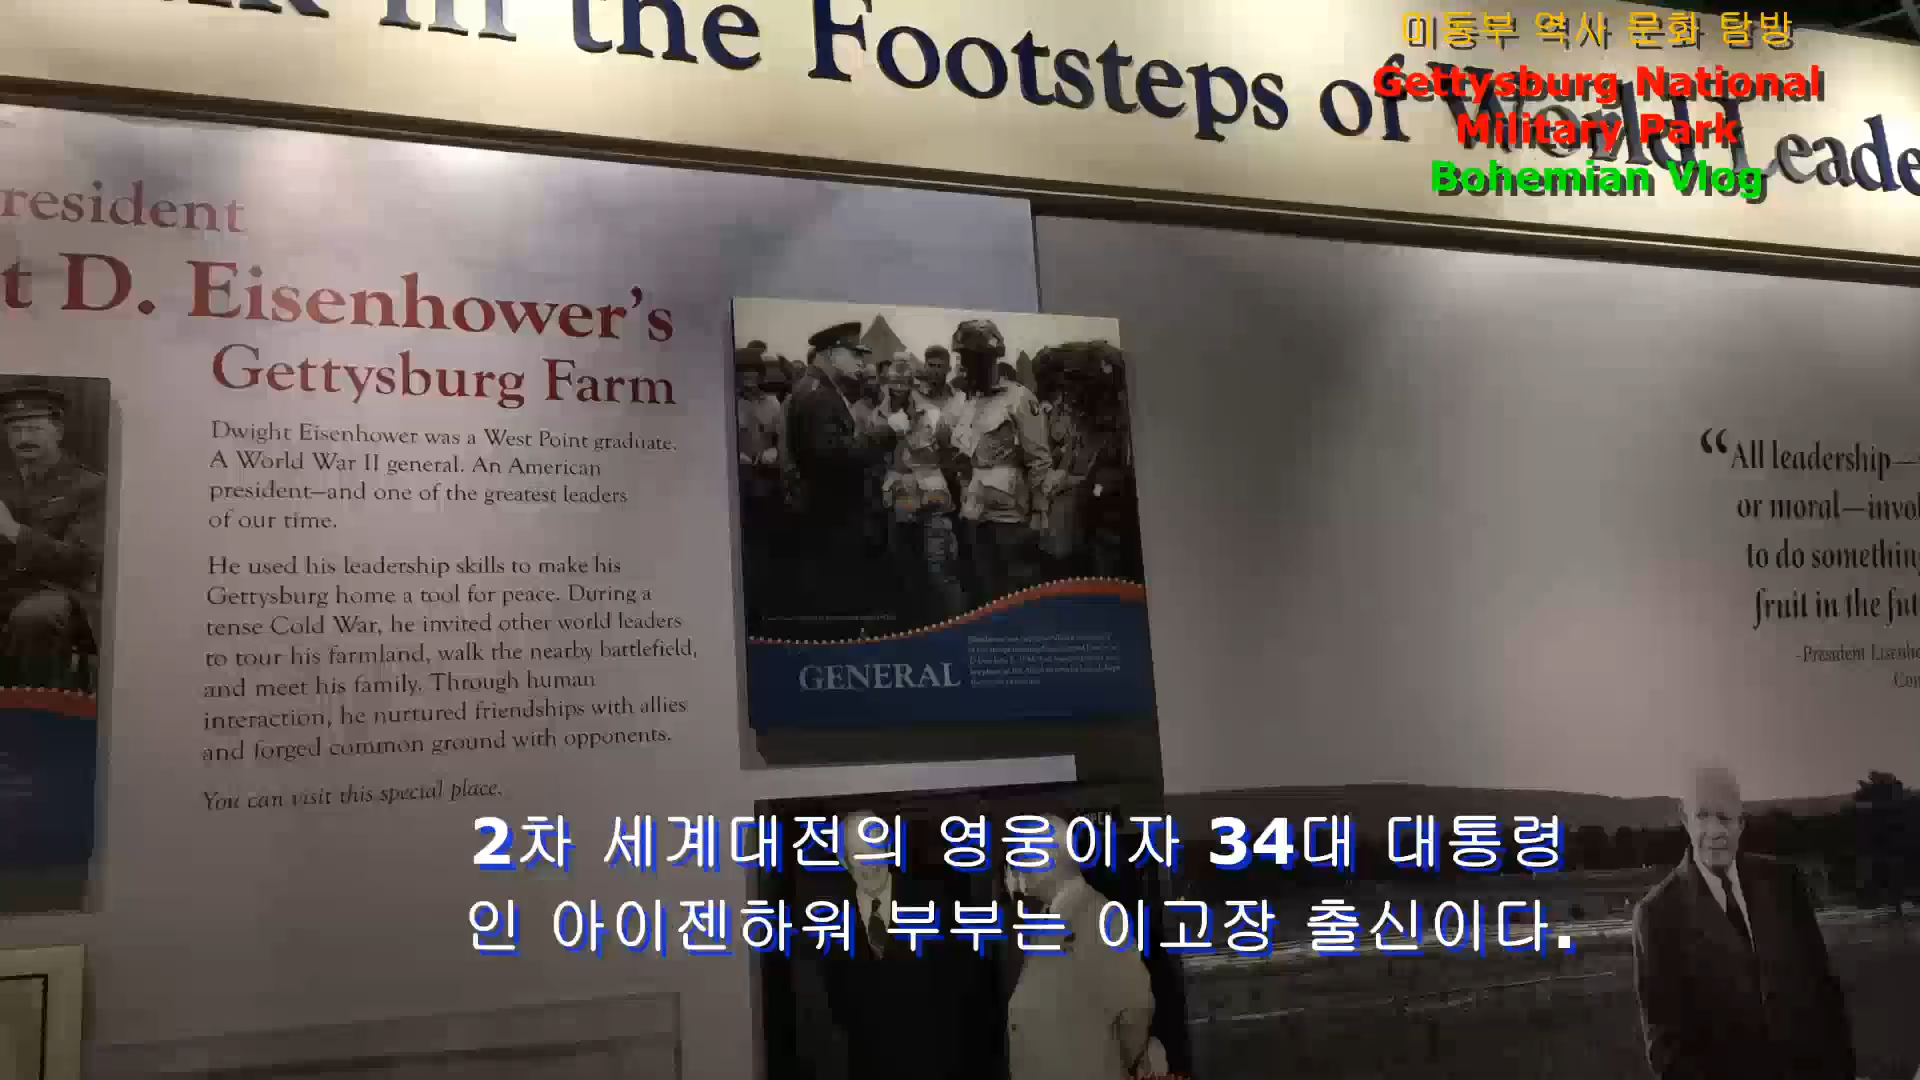 in the Footsteps of World Leade
미동부 역사 문화 탐방
Gettysburg National
Military Park
Bohemian Vlog
resident
t D. Eisenhower's
Gettysburg Farm
Dwight Eisenhower was a West Point graduate.
A World War II general. An American
president—and one of the greatest leaders
of our time.
He used his leadership skills to make his
Gettysburg home a tool for peace. During a
tense Cold War, he invited other world leaders
to tour his farmland, walk the nearby battlefield,
and meet his family. Through human
interaction, he nurtured friendships with allies
and forged common ground with opponents.
You can visit this special place.
GENERAL
“All leadership—
or moral—invol
to do something
fruit in the fut
-President Eisenho
Con
2차 세계대전의 영웅이자 34대 대통령
인 아이젠하워 부부는 이고장 출신이다.